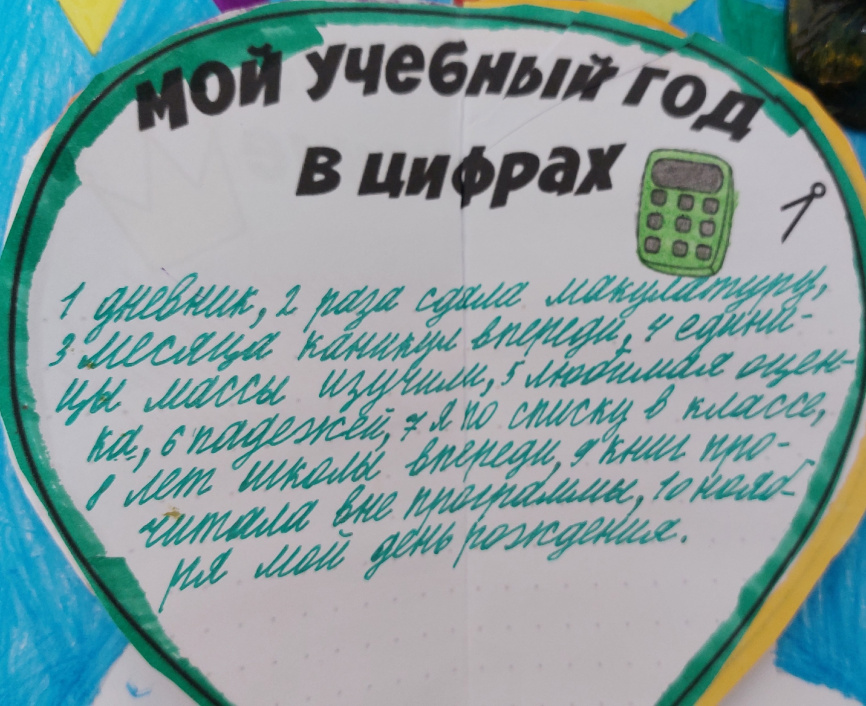 МОЙ УЧЕБНЫЙ ГОД
В ЦИФРАХ
1 дневник, 2 раза сдала макулатуру,
3 месяца каникул впереди, 4 едини-
цы массы изучили, 5 любимая оцен-
ка, 6 падежей, 7 я по списку в классе,
8 лет школы впереди, 9 книг про-
читала вне программы, 10 нояб-
ря мой день рождения.